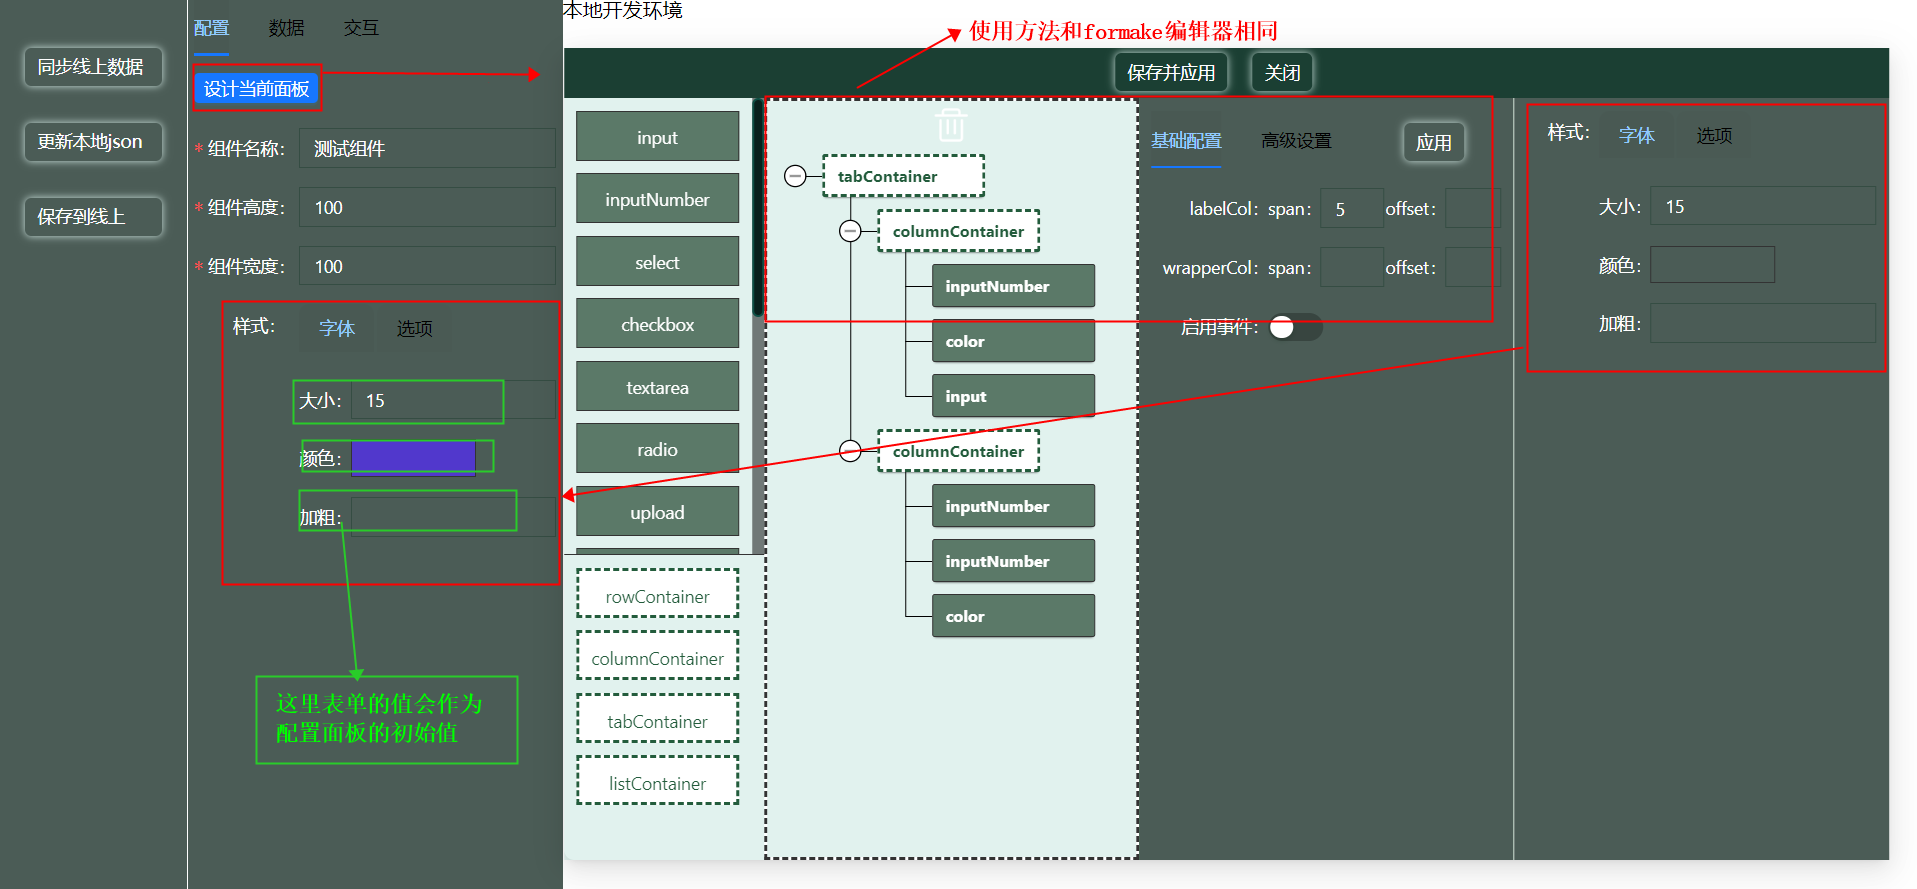 同步线上数据
更新本地json
保存到线上
配置
数据
交互
设计当前面板
* 组件名称:
测试组件
* 组件高度:
100
* 组件宽度:
100
样式:
字体
选项
大小:
15
颜色:
加粗:
这里表单的值会作为
配置面板的初始值
本地开发环境
使用方法和formake编辑器相同
保存并应用
关闭
input
inputNumber
select
checkbox
textarea
radio
upload
rowContainer
columnContainer
tabContainer
listContainer
tabContainer
columnContainer
inputNumber
color
input
columnContainer
inputNumber
inputNumber
color
基础配置
高级设置
应用
labelCol: span: 5 offset:
wrapperCol: span: offset:
启用事件:
样式:
字体
选项
大小:
15
颜色:
加粗: